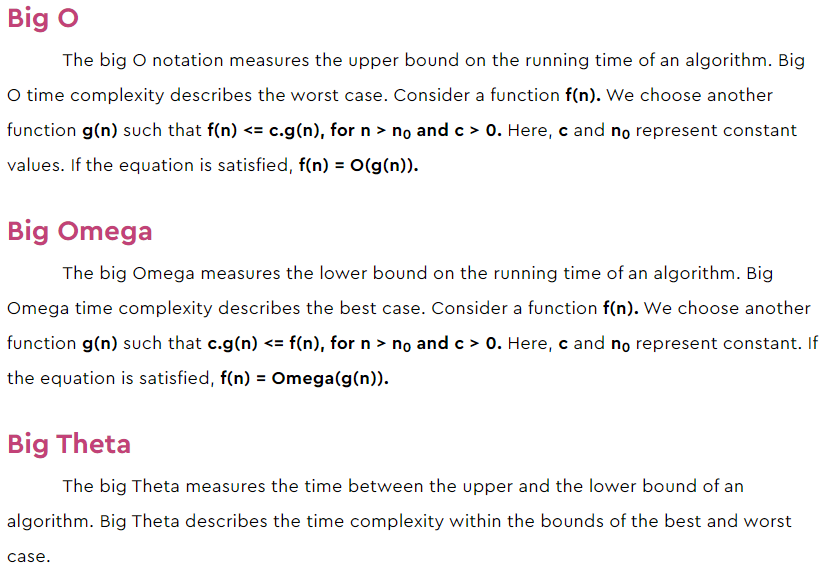 Big O
The big O notation measures the upper bound on the running time of an algorithm. Big
O time complexity describes the worst case. Consider a function f(n). We choose another
function g(n) such that f(n) <= c.g(n), for n > n₀ and c > 0. Here, c and n₀ represent constant
values. If the equation is satisfied, f(n) = O(g(n)).
Big Omega
The big Omega measures the lower bound on the running time of an algorithm. Big
Omega time complexity describes the best case. Consider a function f(n). We choose another
function g(n) such that c.g(n) <= f(n), for n > n₀ and c > 0. Here, c and n₀ represent constant. If
the equation is satisfied, f(n) = Omega(g(n)).
Big Theta
The big Theta measures the time between the upper and the lower bound of an
algorithm. Big Theta describes the time complexity within the bounds of the best and worst
case.